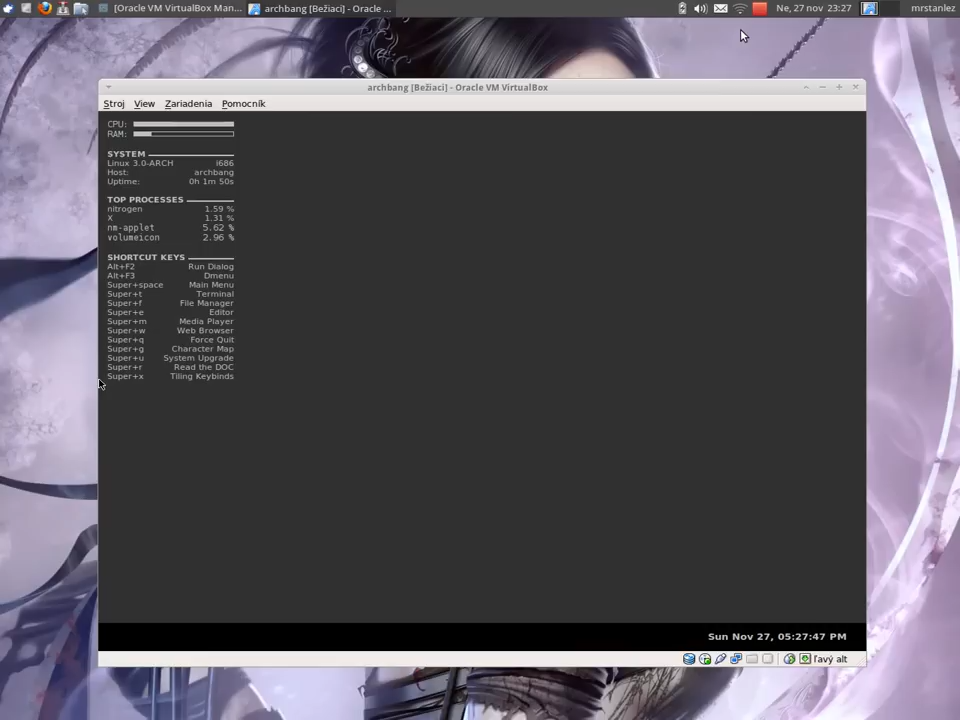 [Oracle VM VirtualBox Man... archbang [Bežiaci] - Oracle ... Ne, 27 nov 23:27 mrstanlez
archbang [Bežiaci] - Oracle VM VirtualBox
Stroj View Zariadenia Pomocník
CPU:
RAM:
SYSTEM
Linux 3.0-ARCH i686
Host: archbang
Uptime: 0h 1m 50s
TOP PROCESSES
nitrogen 1.59 %
X 1.31 %
nm-applet 5.62 %
volumeicon 2.96 %
SHORTCUT KEYS
Alt+F2 Run Dialog
Alt+F3 Dmenu
Super+space Main Menu
Super+t Terminal
Super+f File Manager
Super+e Editor
Super+m Media Player
Super+w Web Browser
Super+q Force Quit
Super+g Character Map
Super+u System Upgrade
Super+r Read the DOC
Super+x Tiling Keybinds
Sun Nov 27, 05:27:47 PM
ľavý alt